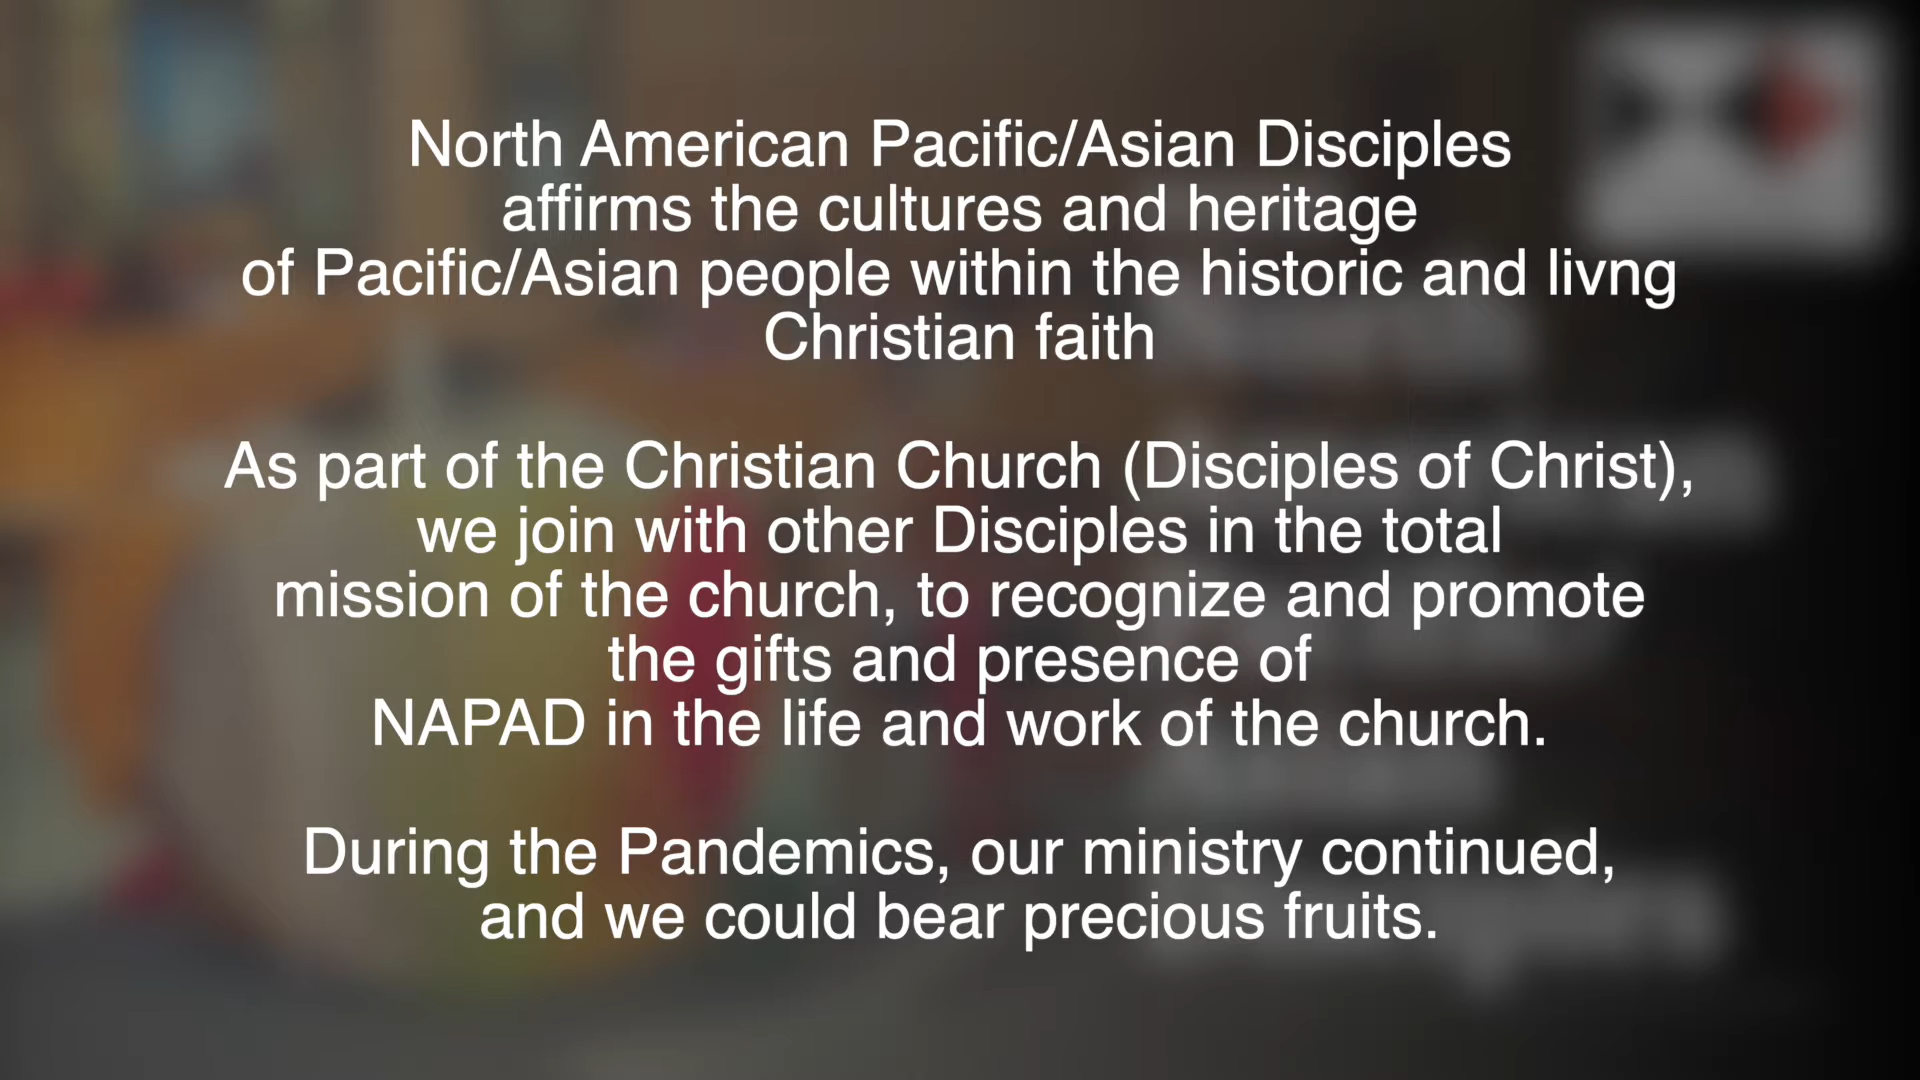 North American Pacific/Asian Disciples
affirms the cultures and heritage
of Pacific/Asian people within the historic and livng
Christian faith
As part of the Christian Church (Disciples of Christ),
we join with other Disciples in the total
mission of the church, to recognize and promote
the gifts and presence of
NAPAD in the life and work of the church.
During the Pandemics, our ministry continued,
and we could bear precious fruits.